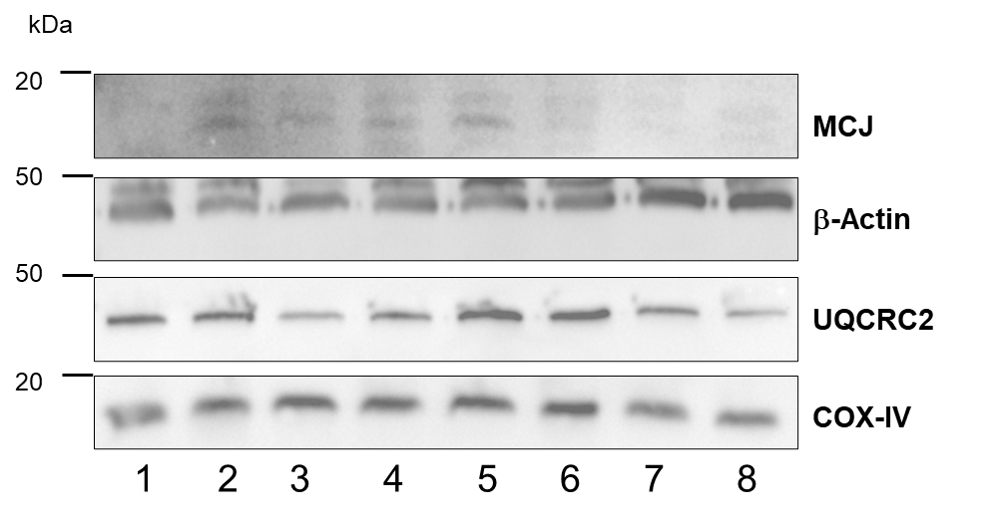 kDa
20
MCJ
50
β-Actin
50
UQCRC2
20
COX-IV
1 2 3 4 5 6 7 8